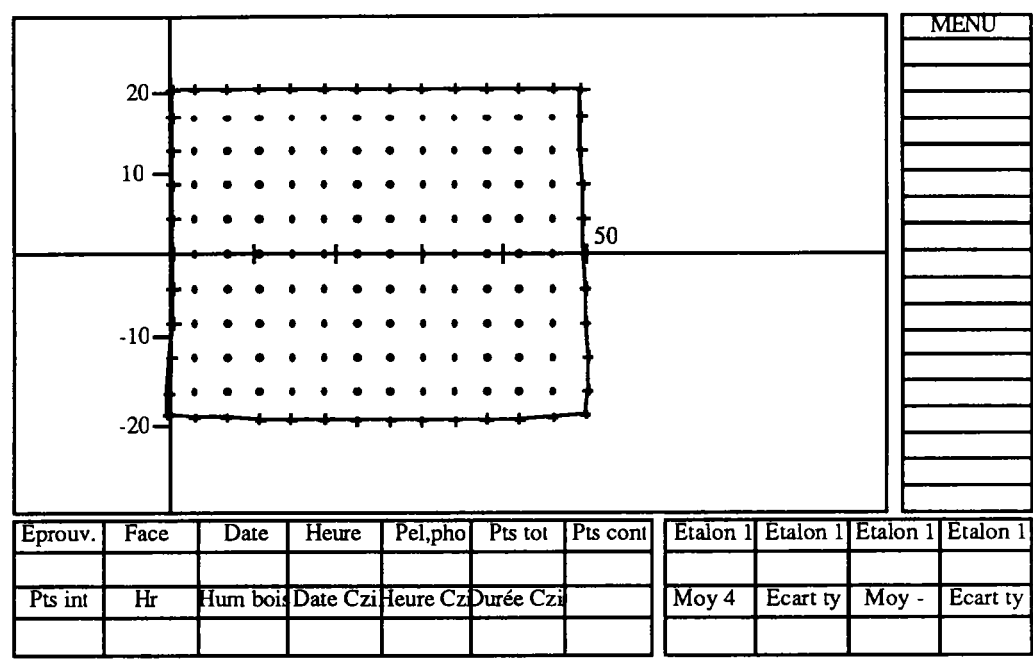 MENU
20
10
50
-10
-20
Eprouv. Face Date Heure Pel,pho Pts tot Pts cont Etalon 1 Etalon 1 Etalon 1 Etalon 1
Pts int Hr Hum bois Date Czi Heure Czi Durée Czi Moy 4 Ecart ty Moy - Ecart ty